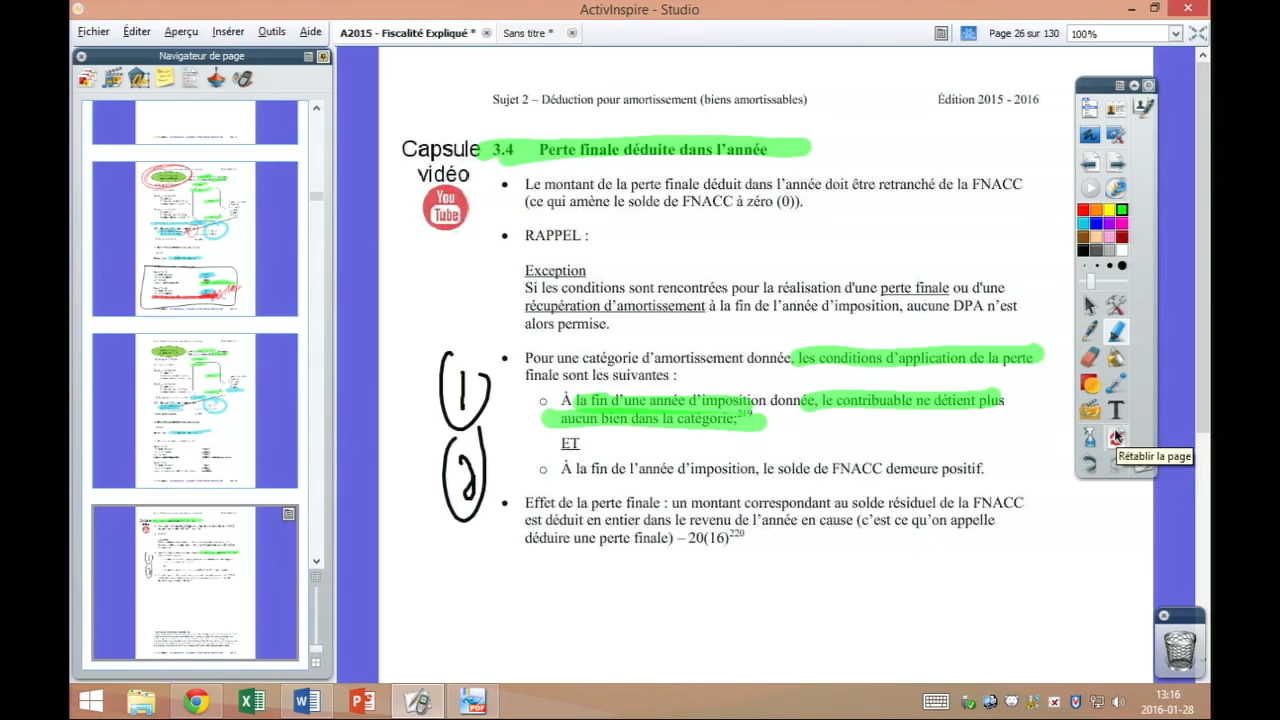 ActivInspire - Studio
Fichier Éditer Aperçu Insérer Outils Aide
A2015 - Fiscalité Expliqué * Sans titre *
Page 26 sur 130 100%
Navigateur de page
Sujet 2 – Déduction pour amortissement (biens amortissables) Édition 2015 - 2016
Capsule
vidéo
You
Tube
3.4 Perte finale déduite dans l'année
• Le montant de la perte finale déduit dans l'année doit être retranché de la FNACC
(ce qui amène le solde de FNACC à zéro (0)).
• RAPPEL :
Exception
Si les conditions sont rencontrées pour la réalisation d'une perte finale ou d'une
récupération d'amortissement à la fin de l'année d'imposition, aucune DPA n'est
alors permise.
• Pour une catégorie d'amortissement donnée, les conditions d'application de la perte
finale sont les suivantes :
o À la fin d'une année d'imposition donnée, le contribuable ne détient plus
aucun bien dans la catégorie;219
ET
o À la fin de l'année d'imposition, le solde de FNACC demeure positif.
• Effet de la perte finale : un montant correspondant au solde résiduel de la FNACC
est déduit en entier dans le revenu de l'année en cause (c'est ce qu'on appelle
déduire une perte finale) – 20(16)220
1
2
Rétablir la page
PDF
13:16
2016-01-28